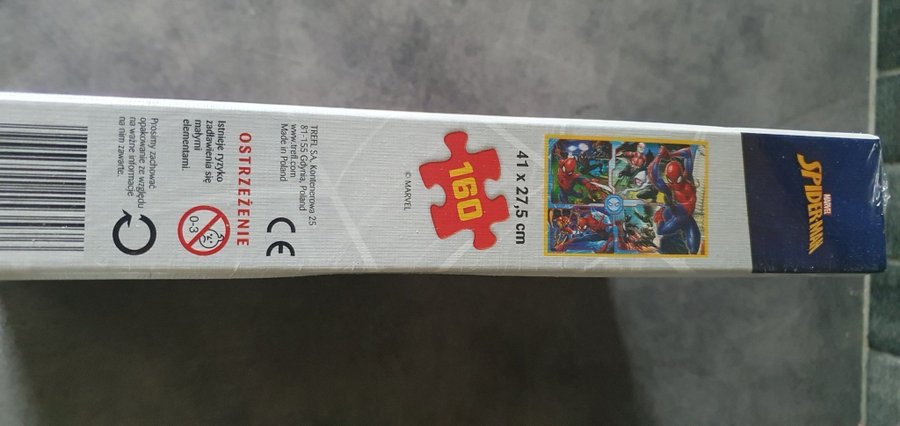 MARVEL
SPIDER-MAN
41 x 27,5 cm
160
© MARVEL
TREFL SA, Kontenerowa 25
81-155 Gdynia, Poland
www.trefl.com
Made in Poland
CE
OSTRZEŻENIE
Istnieje ryzyko
zadławienia się
małymi
elementami.
0-3
Prosimy zachować
opakowanie ze względu
na ważne informacje
na nim zawarte.